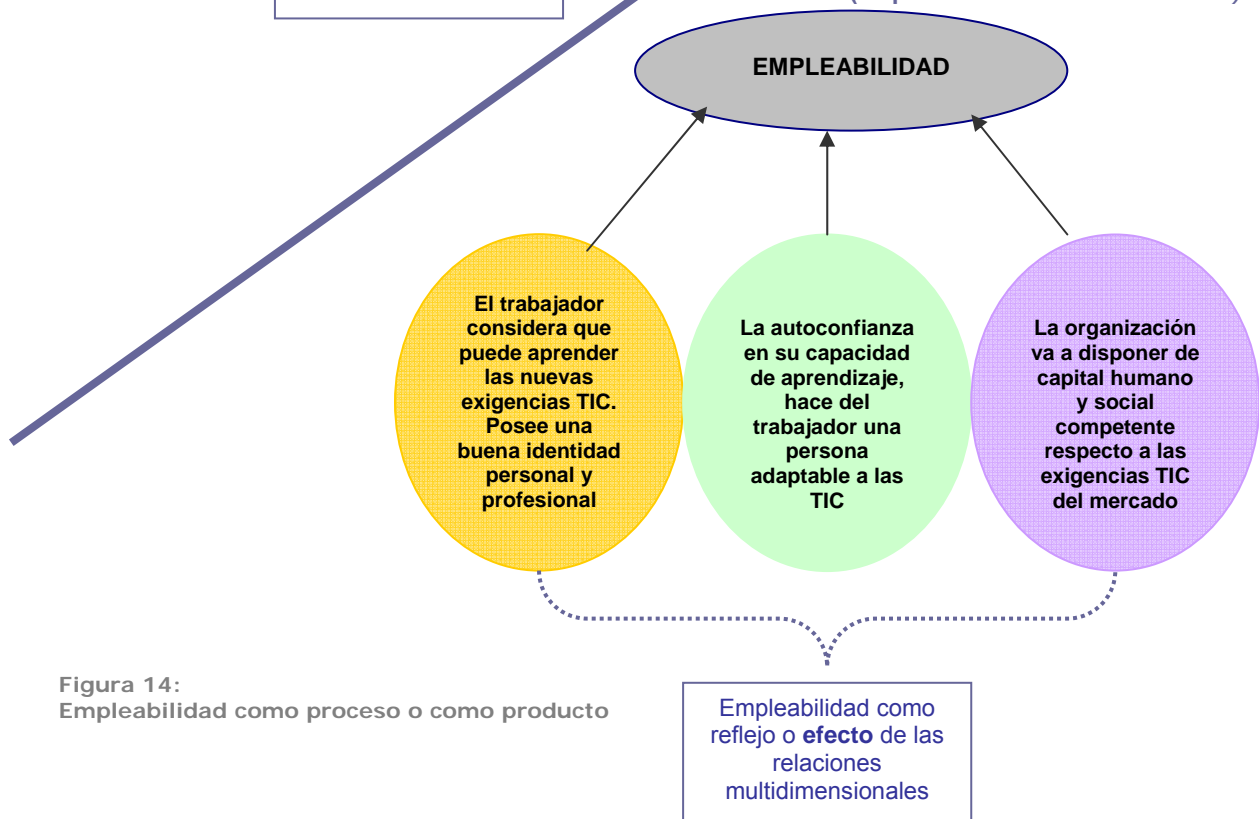 EMPLEABILIDAD
El trabajador
considera que
puede aprender
las nuevas
exigencias TIC.
Posee una
buena identidad
personal y
profesional
La autoconfianza
en su capacidad
de aprendizaje,
hace del
trabajador una
persona
adaptable a las
TIC
La organización
va a disponer de
capital humano
y social
competente
respecto a las
exigencias TIC
del mercado
Figura 14:
Empleabilidad como proceso o como producto
Empleabilidad como
reflejo o efecto de las
relaciones
multidimensionales